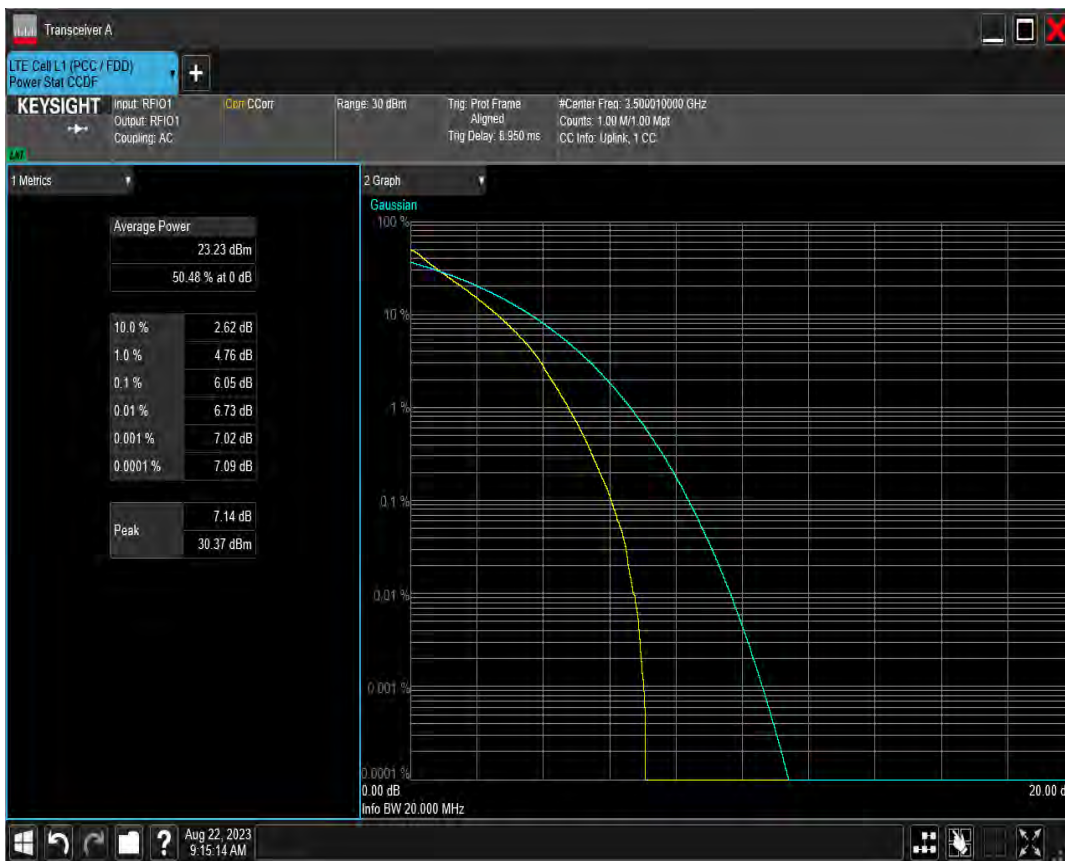 Transceiver A
LTE Cell L1 (PCC / FDD)
Power Stat CCDF
+
KEYSIGHT
Input: RFIO1
Output: RFIO1
Coupling: AC
Corr CCorr
Range: 30 dBm
Trig: Prot Frame
Aligned
Trig Delay: 8.950 ms
#Center Freq: 3.500010000 GHz
Counts: 1.00 M/1.00 Mpt
CC Info: Uplink, 1 CC
1 Metrics
Average Power
23.23 dBm
50.48 % at 0 dB
10.0 % 2.62 dB
1.0 % 4.76 dB
0.1 % 6.05 dB
0.01 % 6.73 dB
0.001 % 7.02 dB
0.0001 % 7.09 dB
Peak 7.14 dB
30.37 dBm
2 Graph
Gaussian
100 %
10 %
1 %
0.1 %
0.01 %
0.001 %
0.0001 %
0.00 dB 20.00 d
Info BW 20.000 MHz
?
Aug 22, 2023
9:15:14 AM